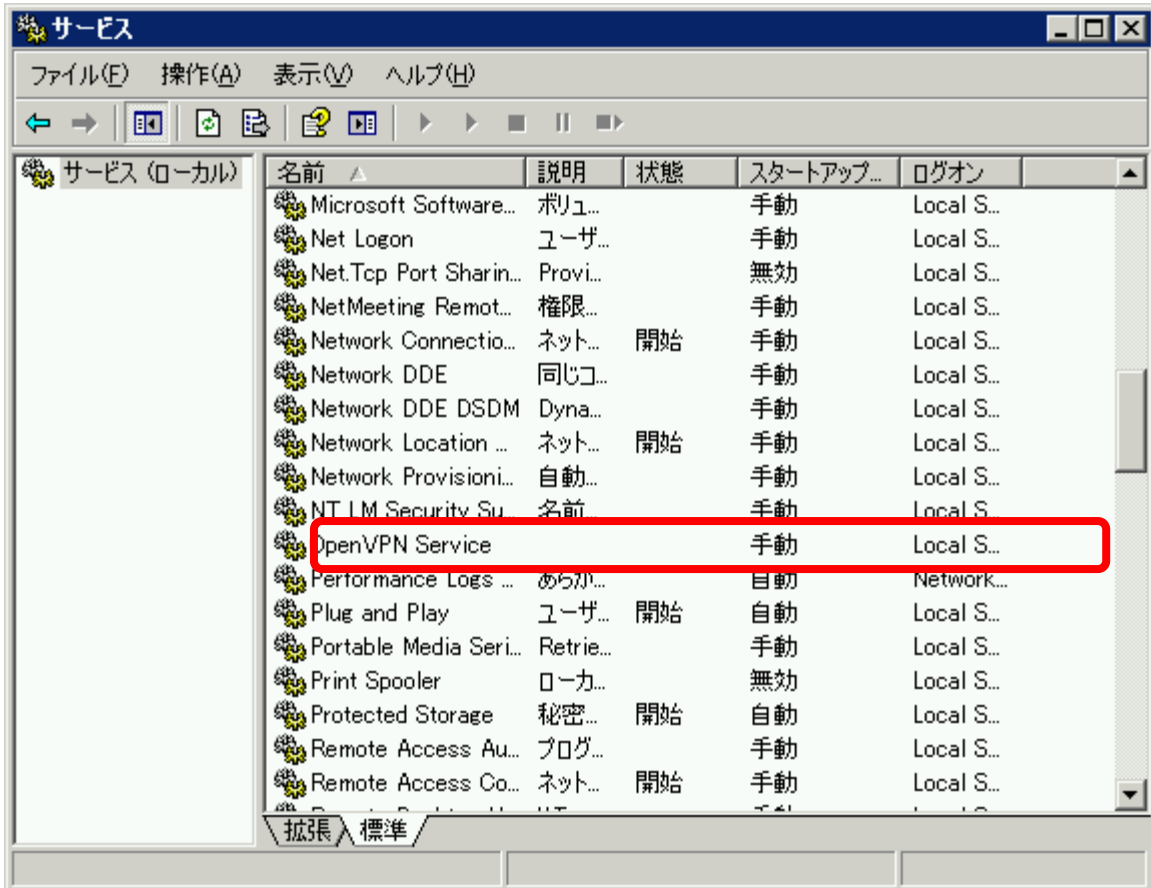 サービス
ファイル(F) 操作(A) 表示(V) ヘルプ(H)
サービス (ローカル)
名前 説明 状態 スタートアップ... ログオン
Microsoft Software... ボリュ... 手動 Local S...
Net Logon ユーザ... 手動 Local S...
Net.Tcp Port Sharin... Provi... 無効 Local S...
NetMeeting Remot... 権限... 手動 Local S...
Network Connectio... ネット... 開始 手動 Local S...
Network DDE 同じコ... 手動 Local S...
Network DDE DSDM Dyna... 手動 Local S...
Network Location ... ネット... 開始 手動 Local S...
Network Provisioni... 自動... 手動 Local S...
NT LM Security Su... 名前... 手動 Local S...
OpenVPN Service 手動 Local S...
Performance Logs ... あらか... 自動 Network...
Plug and Play ユーザ... 開始 自動 Local S...
Portable Media Seri... Retrie... 手動 Local S...
Print Spooler ローカ... 無効 Local S...
Protected Storage 秘密... 開始 自動 Local S...
Remote Access Au... プログ... 手動 Local S...
Remote Access Co... ネット... 開始 手動 Local S...
拡張 標準